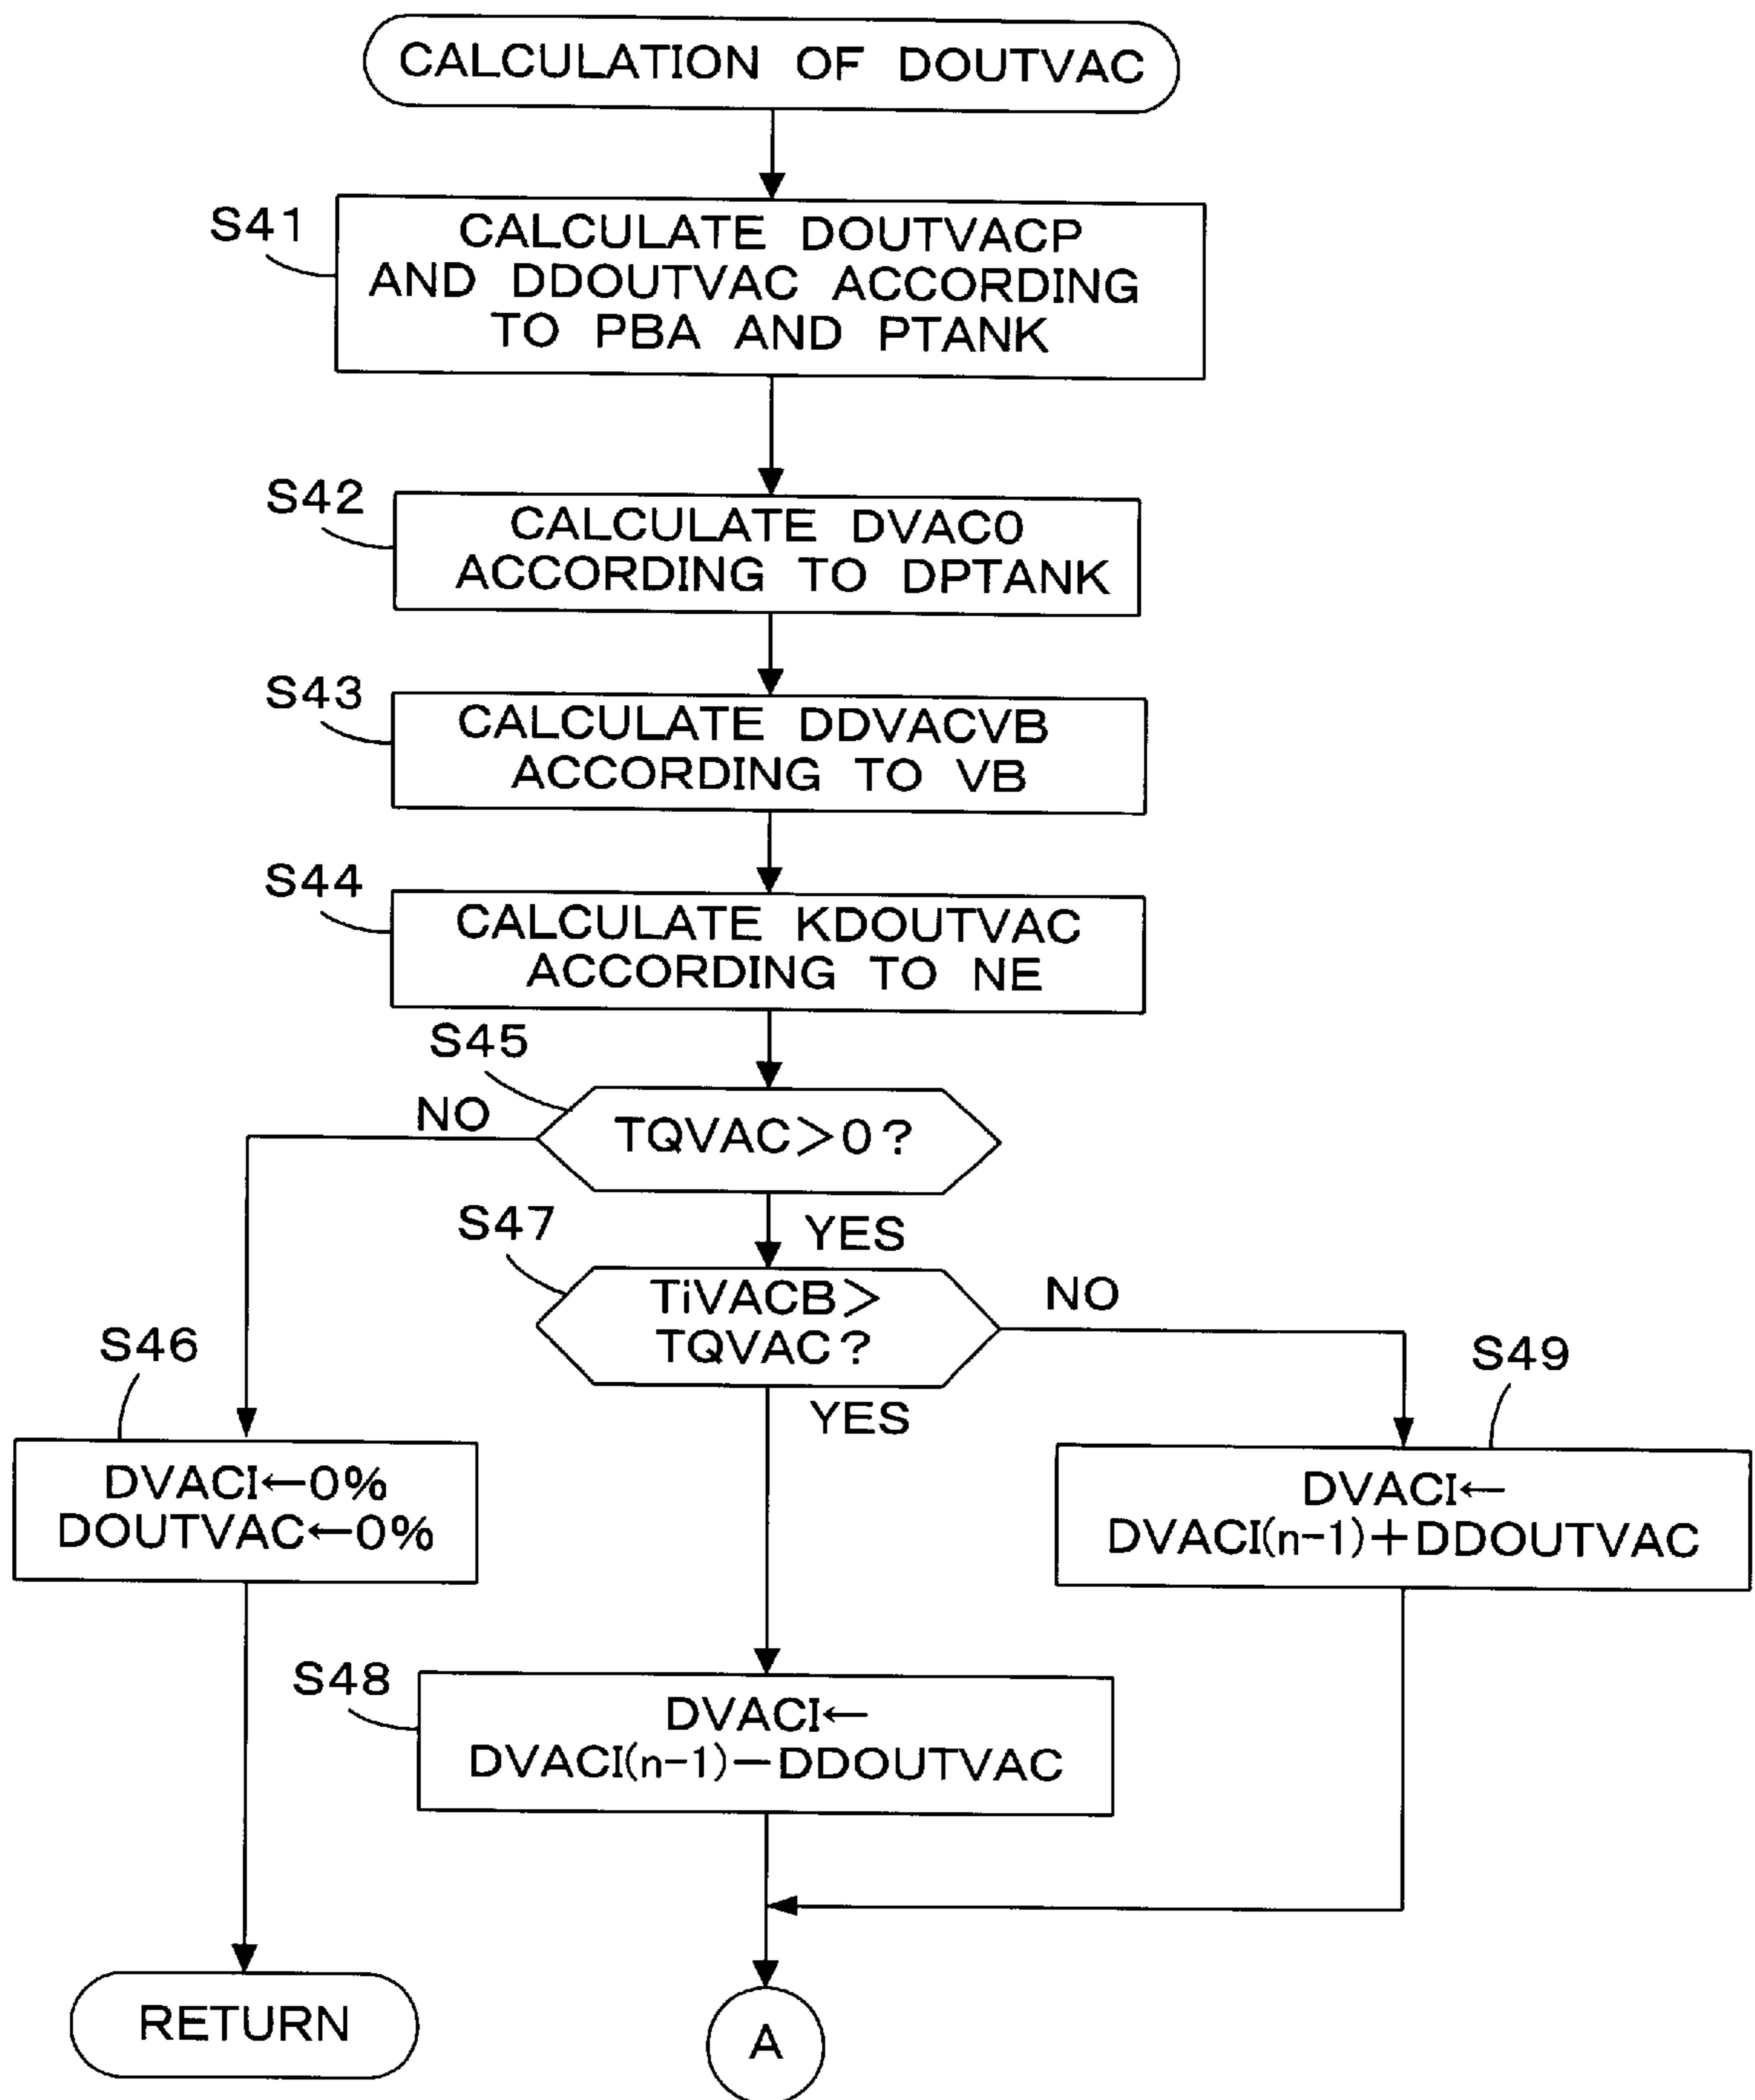 CALCULATION OF DOUTVAC
S41
CALCULATE DOUTVACP
AND DDOUTVAC ACCORDING
TO PBA AND PTANK
S42
CALCULATE DVAC0
ACCORDING TO DPTANK
S43
CALCULATE DDVACVB
ACCORDING TO VB
S44
CALCULATE KDOUTVAC
ACCORDING TO NE
S45
NO
TQVAC>0?
YES
S47
TiVACB>
TQVAC?
NO
YES
S46
DVACI←0%
DOUTVAC←0%
S49
DVACI←
DVACI(n-1)+DDOUTVAC
S48
DVACI←
DVACI(n-1)−DDOUTVAC
RETURN
A